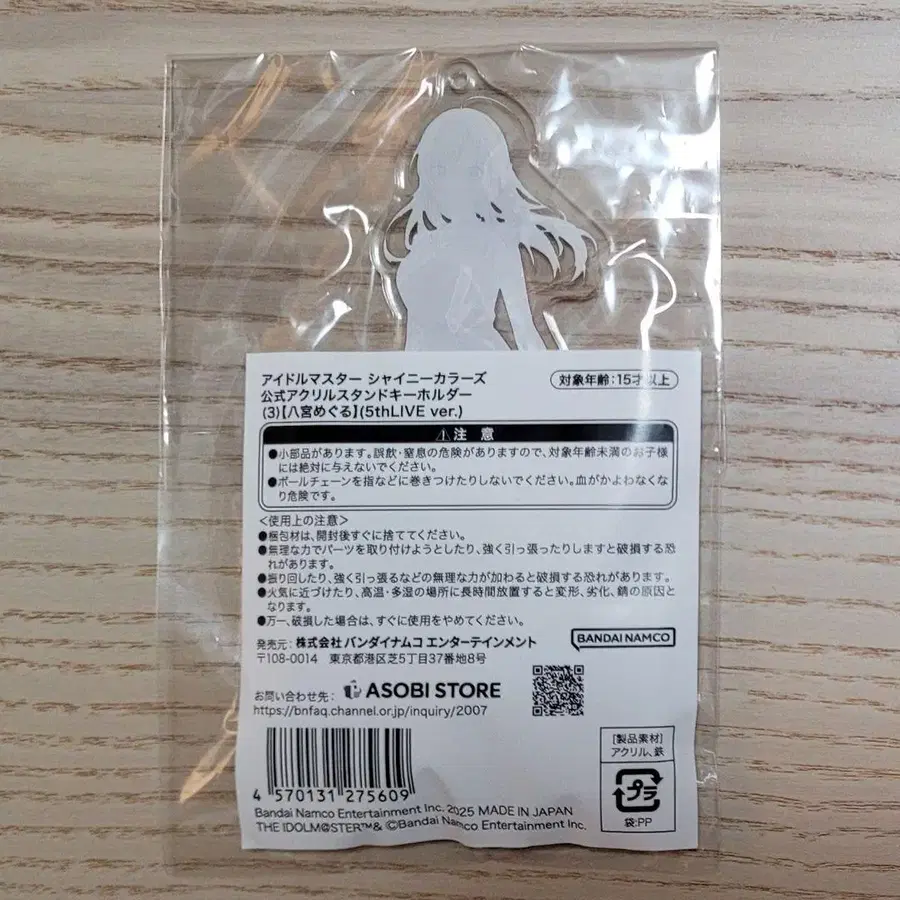 アイドルマスター シャイニーカラーズ
公式アクリルスタンドキーホルダー
(3)【八宮めぐる】(5thLIVE ver.)
対象年齢:15才以上
⚠注 意
●小部品があります。誤飲・窒息の危険がありますので、対象年齢未満のお子様
には絶対に与えないでください。
●ボールチェーンを指などに巻きつけたりしないでください。血がかよわなくな
り危険です。
<使用上の注意>
●梱包材は、開封後すぐに捨ててください。
●無理な力でパーツを取り付けようとしたり、強く引っ張ったりしますと破損する恐
れがあります。
●振り回したり、強く引っ張るなどの無理な力が加わると破損する恐れがあります。
●火気に近づけたり、高温・多湿の場所に長時間放置すると変形、劣化、錆の原因と
なります。
●万一、破損した場合は、すぐに使用をやめてください。
発売元:株式会社 バンダイナムコ エンターテインメント
〒108-0014 東京都港区芝5丁目37番地8号
BANDAI NAMCO
お問い合わせ先: ASOBI STORE
https://bnfaq.channel.or.jp/inquiry/2007
4 570131 275609
[製品素材]
アクリル、鉄
プラ
袋:PP
Bandai Namco Entertainment Inc. 2025 MADE IN JAPAN
THE IDOLM@STER™& ©Bandai Namco Entertainment Inc.